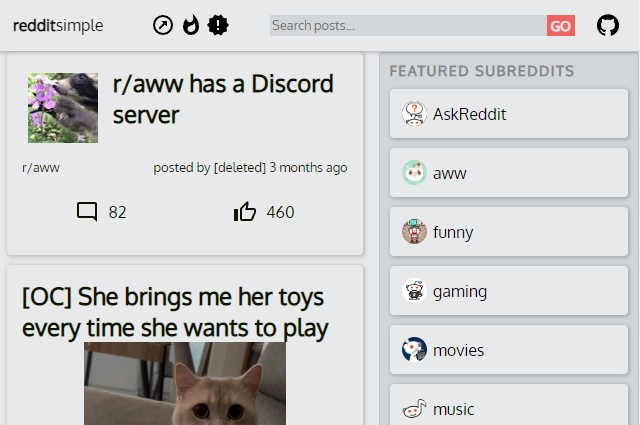 redditsimple
Search posts...
GO
r/aww has a Discord
server
r/aww
posted by [deleted] 3 months ago
82
460
[OC] She brings me her toys
every time she wants to play
FEATURED SUBREDDITS
AskReddit
aww
funny
gaming
movies
music